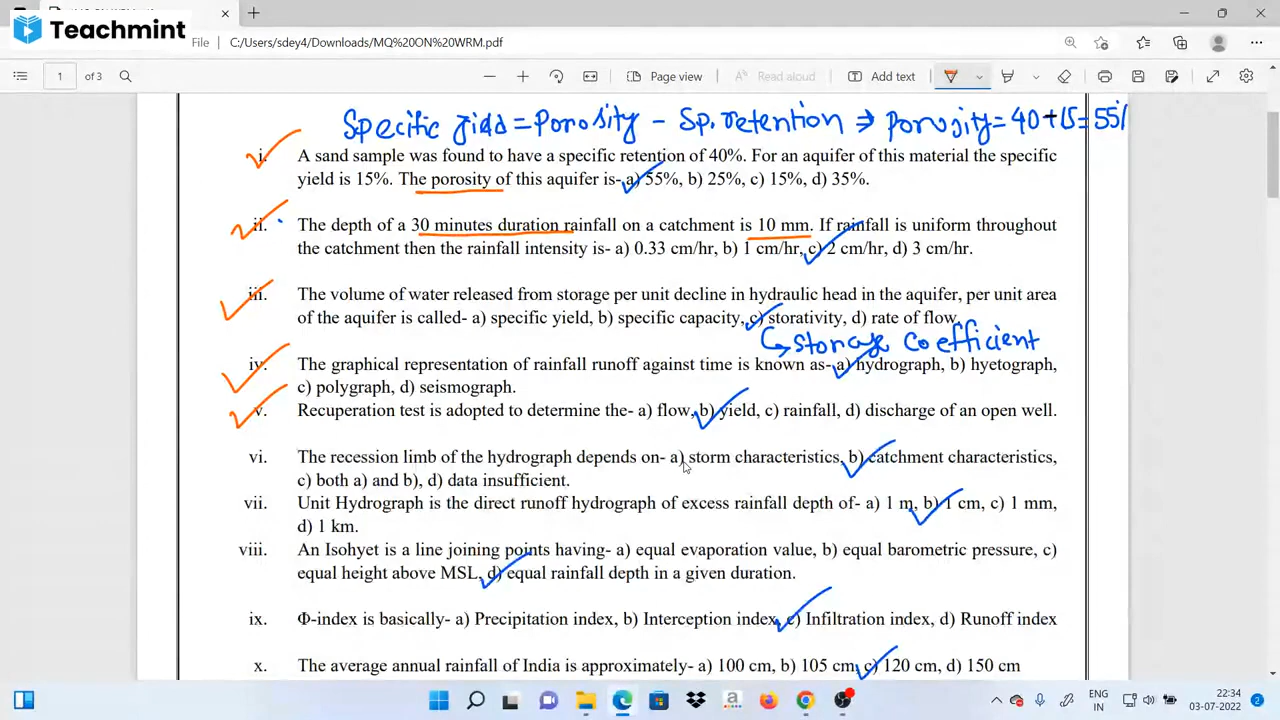 Teachmint
File C:/Users/sdey4/Downloads/MQ%20ON%20WRM.pdf
1 of 3 Page view Read aloud Add text
Specific yield = Porosity - Sp. retention ⇒ Porosity = 40+15 = 55%
i. A sand sample was found to have a specific retention of 40%. For an aquifer of this material the specific
yield is 15%. The porosity of this aquifer is- a) 55%, b) 25%, c) 15%, d) 35%.
ii. The depth of a 30 minutes duration rainfall on a catchment is 10 mm. If rainfall is uniform throughout
the catchment then the rainfall intensity is- a) 0.33 cm/hr, b) 1 cm/hr, c) 2 cm/hr, d) 3 cm/hr.
iii. The volume of water released from storage per unit decline in hydraulic head in the aquifer, per unit area
of the aquifer is called- a) specific yield, b) specific capacity, c) storativity, d) rate of flow.
↳ storage coefficient
iv. The graphical representation of rainfall runoff against time is known as- a) hydrograph, b) hyetograph,
c) polygraph, d) seismograph.
v. Recuperation test is adopted to determine the- a) flow, b) yield, c) rainfall, d) discharge of an open well.
vi. The recession limb of the hydrograph depends on- a) storm characteristics, b) catchment characteristics,
c) both a) and b), d) data insufficient.
vii. Unit Hydrograph is the direct runoff hydrograph of excess rainfall depth of- a) 1 m, b) 1 cm, c) 1 mm,
d) 1 km.
viii. An Isohyet is a line joining points having- a) equal evaporation value, b) equal barometric pressure, c)
equal height above MSL, d) equal rainfall depth in a given duration.
ix. Φ-index is basically- a) Precipitation index, b) Interception index, c) Infiltration index, d) Runoff index
x. The average annual rainfall of India is approximately- a) 100 cm, b) 105 cm, c) 120 cm, d) 150 cm
ENG 22:34
IN 03-07-2022 2